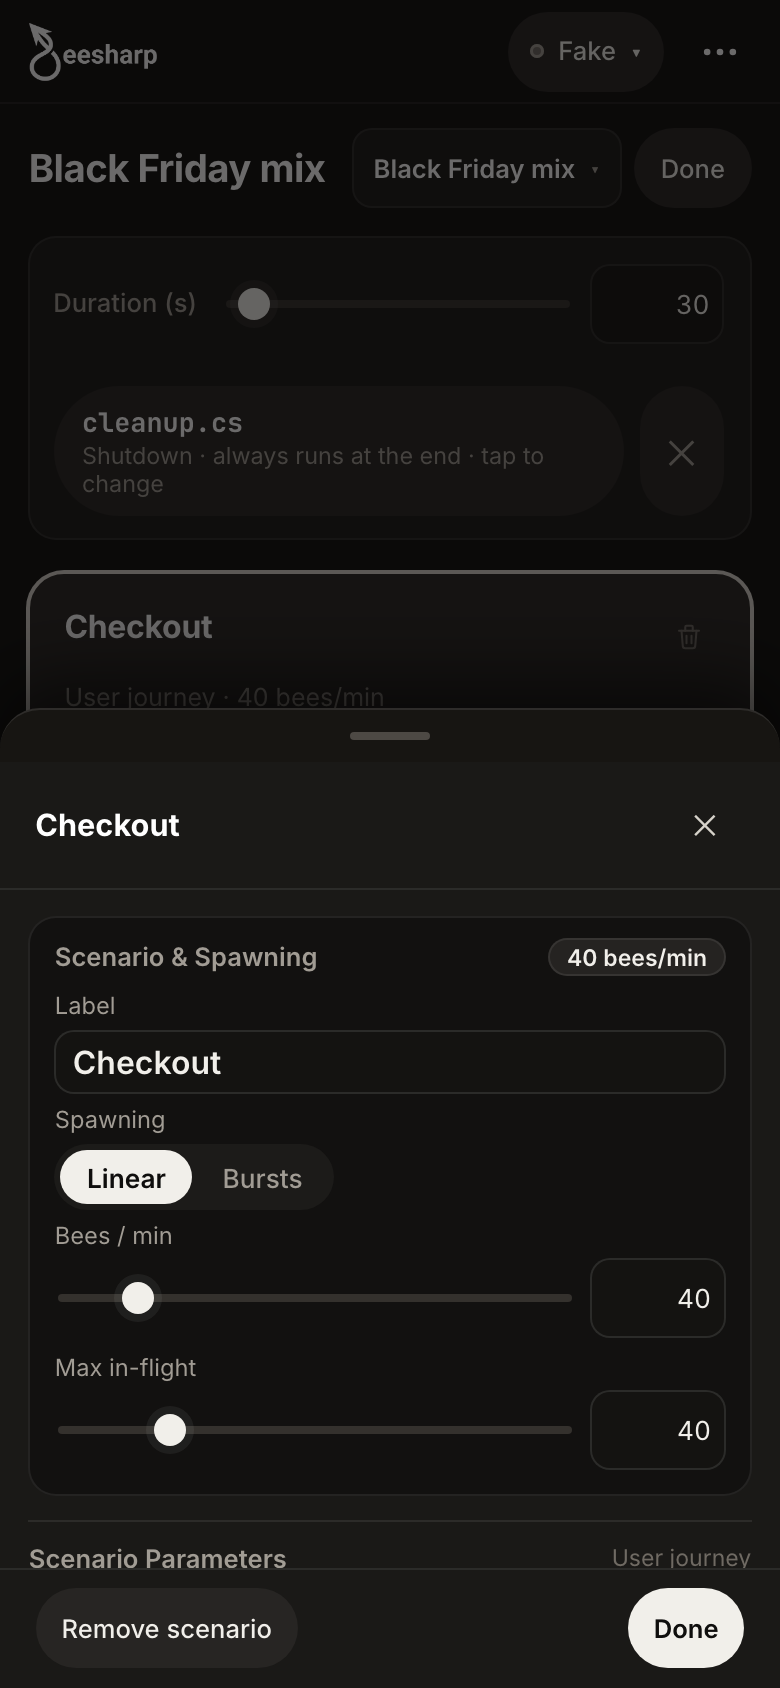 eesharp
Fake
Black Friday mix
Black Friday mix
Done
Duration (s)
30
cleanup.cs
Shutdown · always runs at the end · tap to
change
Checkout
User journey · 40 bees/min
Checkout
Scenario & Spawning
40 bees/min
Label
Checkout
Spawning
Linear
Bursts
Bees / min
40
Max in-flight
40
Scenario Parameters
User journey
Remove scenario
Done